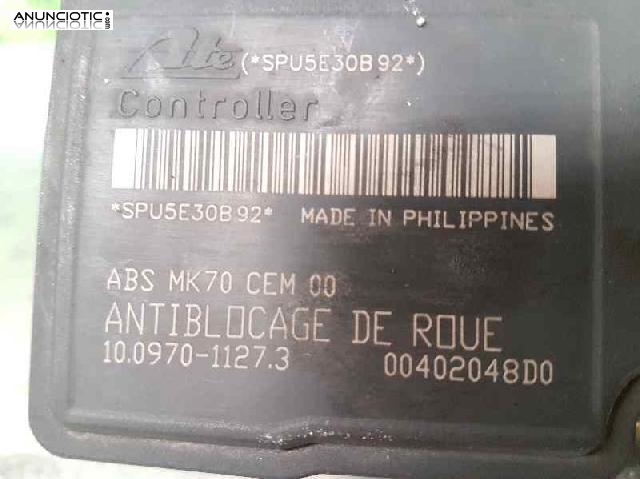 ANUNCIOTIC.com
Ate (*SPU5E30B92*)
Controller
*SPU5E30B92* MADE IN PHILIPPINES
ABS MK70 CEM 00
ANTIBLOCAGE DE ROUE
10.0970-1127.3 00402048D0